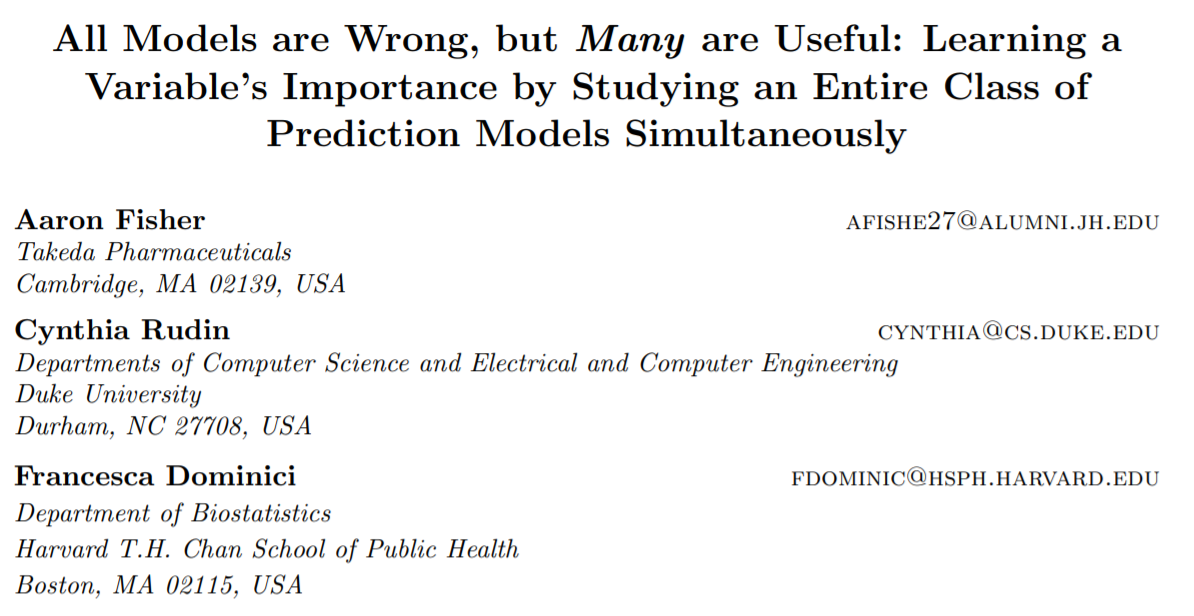 All Models are Wrong, but Many are Useful: Learning a
Variable's Importance by Studying an Entire Class of
Prediction Models Simultaneously
Aaron Fisher AFISHE27@ALUMNI.JH.EDU
Takeda Pharmaceuticals
Cambridge, MA 02139, USA
Cynthia Rudin CYNTHIA@CS.DUKE.EDU
Departments of Computer Science and Electrical and Computer Engineering
Duke University
Durham, NC 27708, USA
Francesca Dominici FDOMINIC@HSPH.HARVARD.EDU
Department of Biostatistics
Harvard T.H. Chan School of Public Health
Boston, MA 02115, USA